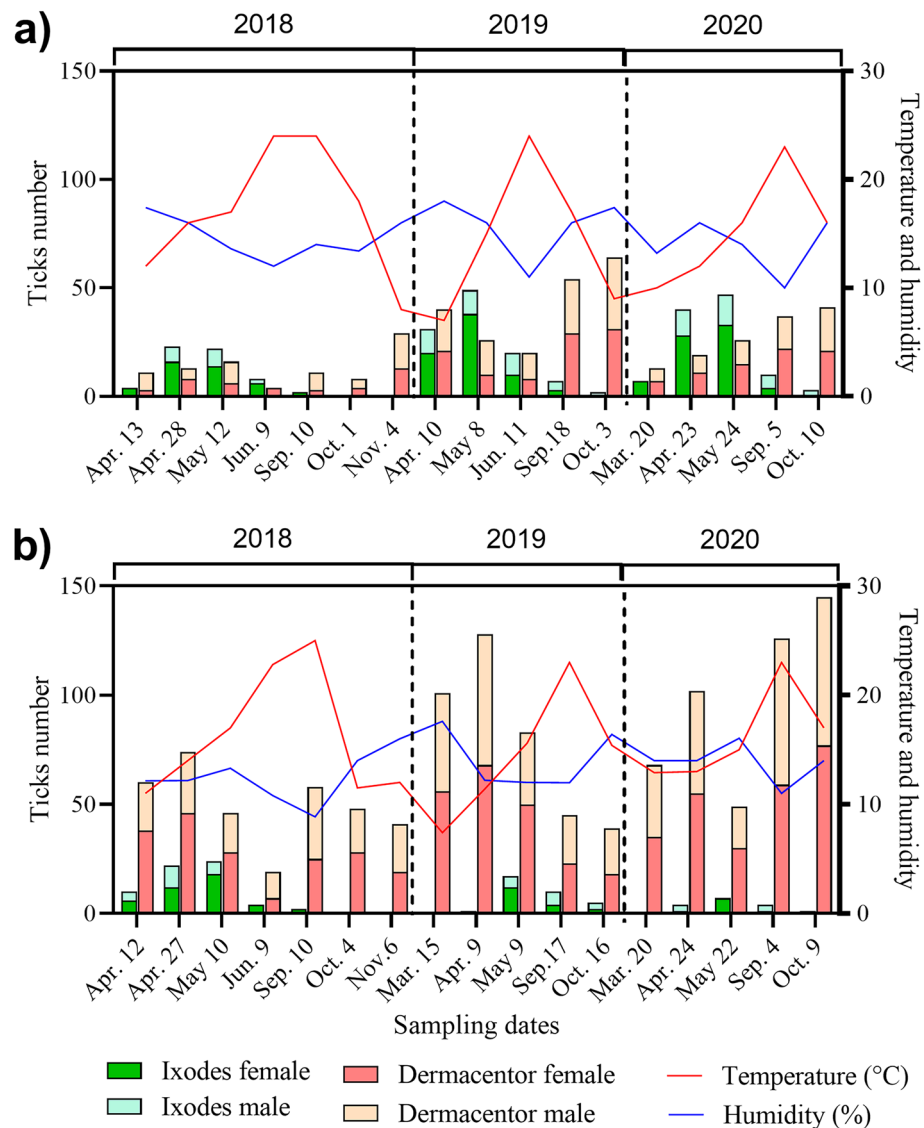 a)
2018 2019 2020
150
100
50
0
Ticks number
30
20
10
0
Temperature and humidity
Apr. 13
Apr. 28
May 12
Jun. 9
Sep. 10
Oct. 1
Nov. 4
Apr. 10
May 8
Jun. 11
Sep.18
Oct. 3
Mar. 20
Apr. 23
May 24
Sep. 5
Oct. 10
b)
2018 2019 2020
150
100
50
0
Ticks number
30
20
10
0
Temperature and humidity
Apr. 12
Apr. 27
May 10
Jun. 9
Sep. 10
Oct. 4
Nov.6
Mar. 15
Apr. 9
May9
Sep.17
Oct. 16
Mar. 20
Apr. 24
May 22
Sep. 4
Oct. 9
Sampling dates
Ixodes female Dermacentor female Temperature (°C)
Ixodes male Dermacentor male Humidity (%)